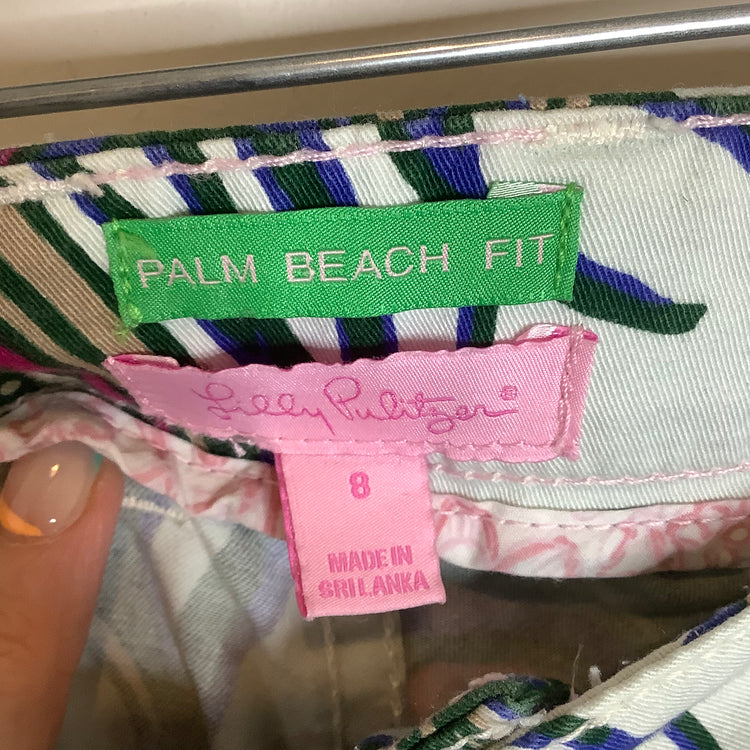 PALM BEACH FIT
Lilly Pulitzer®
8
MADE IN
SRI LANKA